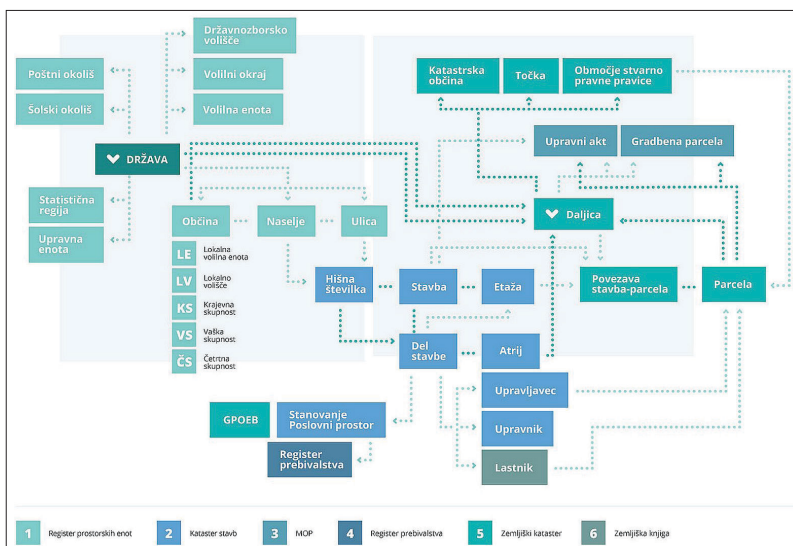 Državnozborsko
volišče
Poštni okoliš
Volilni okraj
Šolski okoliš
Volilna enota
DRŽAVA
Statistična
regija
Upravna
enota
Občina
Naselje
Ulica
LE
Lokalna
volilna enota
LV
Lokalno
volišče
KS
Krajevna
skupnost
VS
Vaška
skupnost
ČS
Četrtna
skupnost
Katastrska
občina
Točka
Območje stvarno
pravne pravice
Upravni akt
Gradbena parcela
Daljica
Hišna
številka
Stavba
Etaža
Povezava
stavba-parcela
Parcela
Del
stavbe
Atrij
Upravljavec
GPOEB
Stanovanje
Poslovni prostor
Upravnik
Register
prebivalstva
Lastnik
1 Register prostorskih enot
2 Kataster stavb
3 MOP
4 Register prebivalstva
5 Zemljiški kataster
6 Zemljiška knjiga